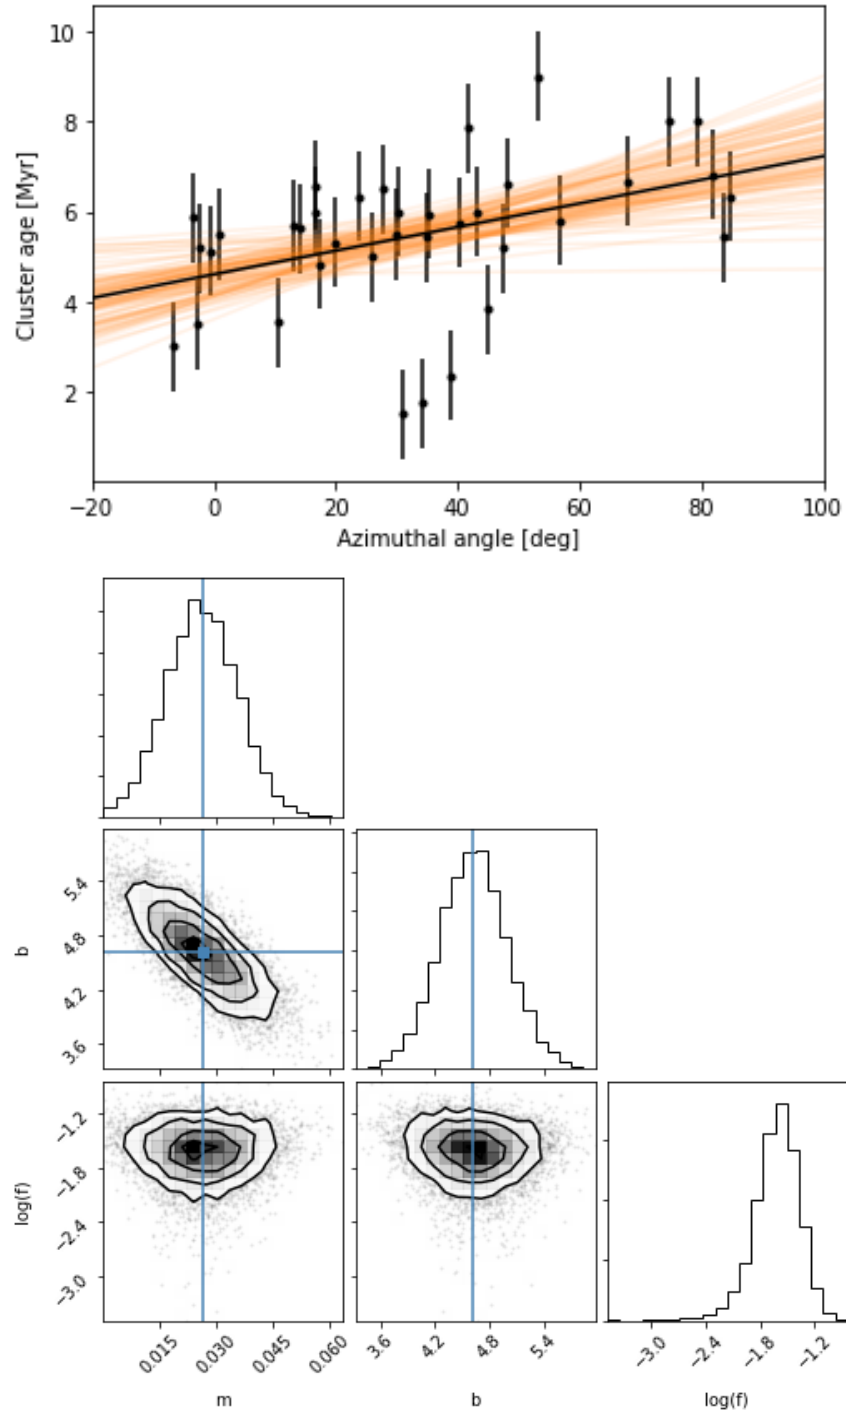 10
8
6
4
2
Cluster age [Myr]
−20 0 20 40 60 80 100
Azimuthal angle [deg]
5.4
4.8
4.2
3.6
b
−1.2
−1.8
−2.4
−3.0
log(f)
0.015 0.030 0.045 0.060
m
3.6 4.2 4.8 5.4
b
−3.0 −2.4 −1.8 −1.2
log(f)